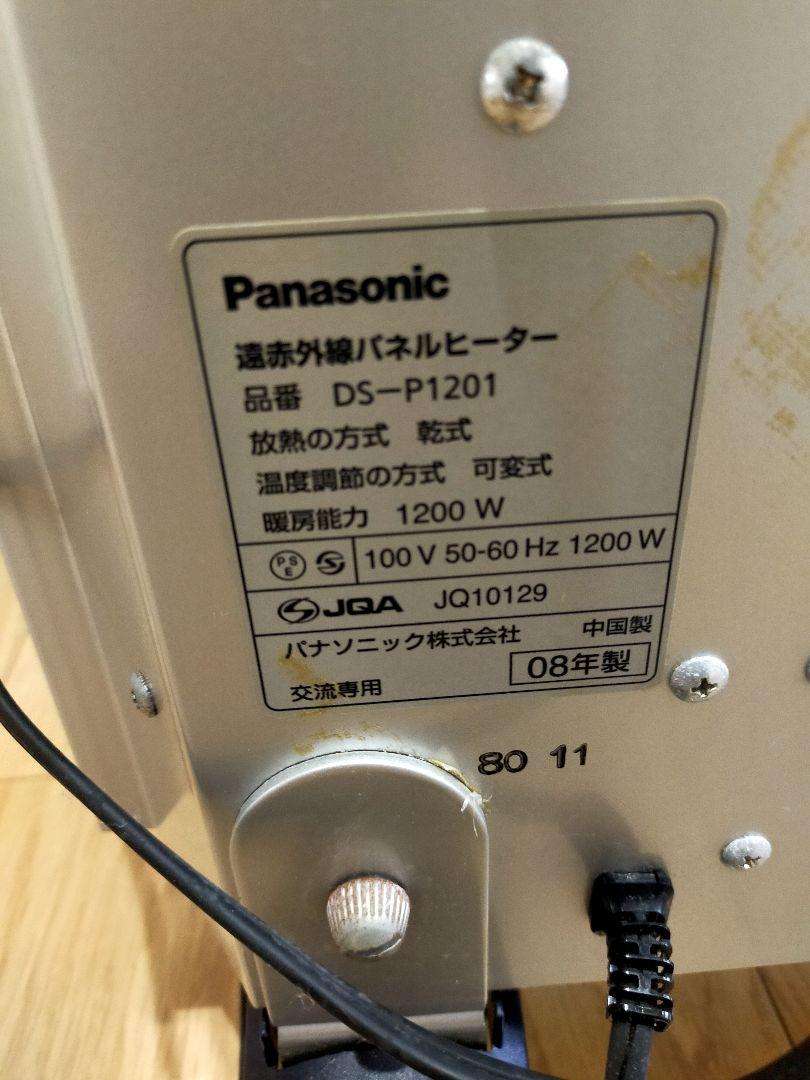 Panasonic
遠赤外線パネルヒーター
品番 DS-P1201
放熱の方式 乾式
温度調節の方式 可変式
暖房能力 1200 W
PSE 100 V 50-60 Hz 1200 W
JQA JQ10129
パナソニック株式会社 中国製
交流専用 08年製
80 11